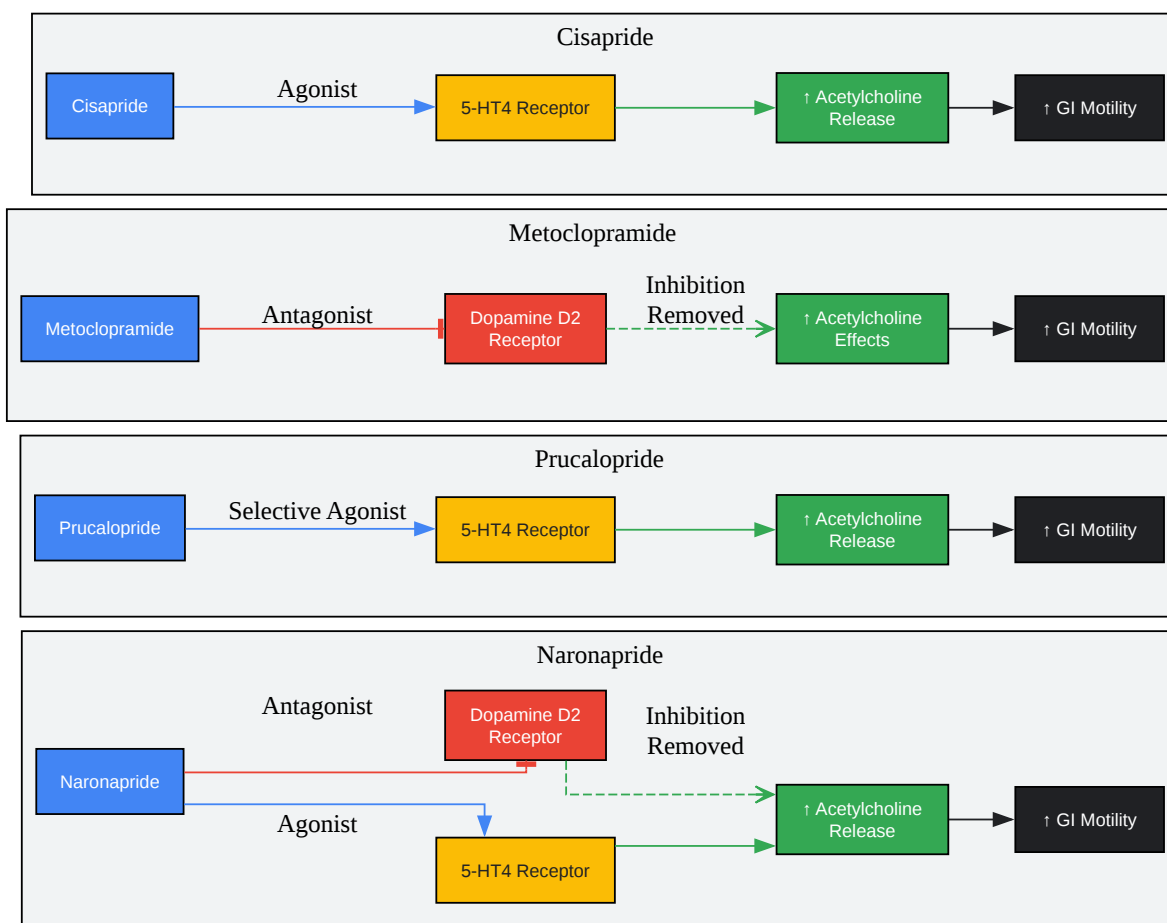 Cisapride
Cisapride
Agonist
5-HT4 Receptor
↑ Acetylcholine
Release
↑ GI Motility
Metoclopramide
Metoclopramide
Antagonist
Dopamine D2
Receptor
Inhibition
Removed
↑ Acetylcholine
Effects
↑ GI Motility
Prucalopride
Prucalopride
Selective Agonist
5-HT4 Receptor
↑ Acetylcholine
Release
↑ GI Motility
Naronapride
Naronapride
Antagonist
Dopamine D2
Receptor
Inhibition
Removed
Agonist
5-HT4 Receptor
↑ Acetylcholine
Release
↑ GI Motility